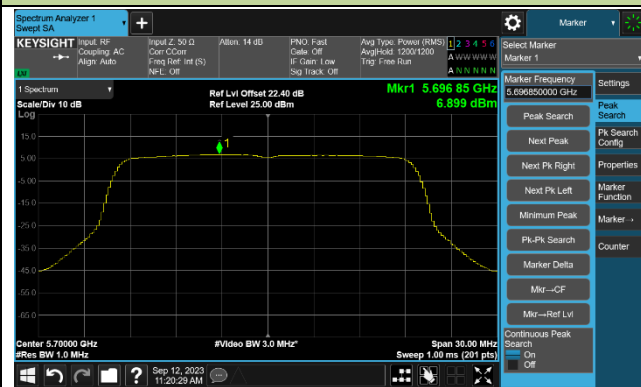 Spectrum Analyzer 1
Swept SA
+
Marker
KEYSIGHT
Input: RF
Coupling: AC
Align: Auto
Input Z: 50 Ω
Corr CCorr
Freq Ref: Int (S)
NFE: Off
Atten: 14 dB
PNO: Fast
Gate: Off
IF Gain: Low
Sig Track: Off
Avg Type: Power (RMS)
Avg|Hold: 1200/1200
Trig: Free Run
1 2 3 4 5 6
A W W W W W
A N N N N N
LXI
Select Marker
Marker 1
1 Spectrum
Scale/Div 10 dB
Log
Ref Lvl Offset 22.40 dB
Ref Level 25.00 dBm
Mkr1 5.696 85 GHz
6.899 dBm
15.0
5.00
-5.00
-15.0
-25.0
-35.0
-45.0
-55.0
-65.0
1
Center 5.70000 GHz
#Res BW 1.0 MHz
#Video BW 3.0 MHz*
Span 30.00 MHz
Sweep 1.00 ms (201 pts)
Marker Frequency
5.696850000 GHz
Peak Search
Next Peak
Next Pk Right
Next Pk Left
Minimum Peak
Pk-Pk Search
Marker Delta
Mkr→CF
Mkr→Ref Lvl
Continuous Peak
Search
On
Off
Settings
Peak
Search
Pk Search
Config
Properties
Marker
Function
Marker→
Counter
?
Sep 12, 2023
11:20:29 AM